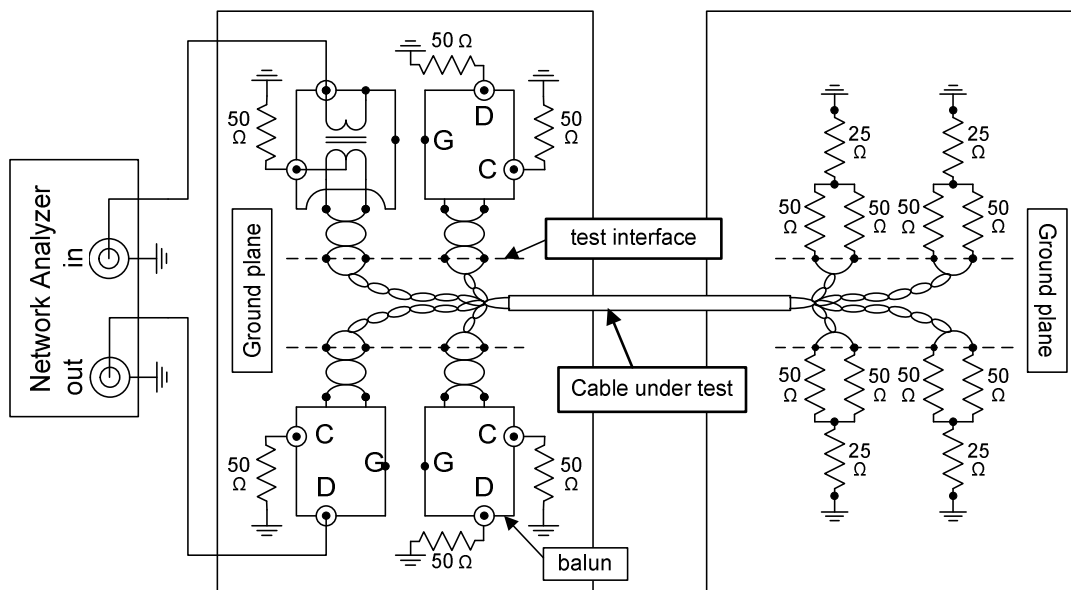 50 Ω
50
Ω
D
50
Ω
G
C
Network Analyzer
in
out
Ground plane
test interface
Cable under test
50
Ω
C
G
D
G
C
D
50
Ω
50 Ω
balun
25
Ω
25
Ω
50
Ω
50
Ω
50
Ω
50
Ω
Ground plane
50
Ω
50
Ω
50
Ω
50
Ω
25
Ω
25
Ω